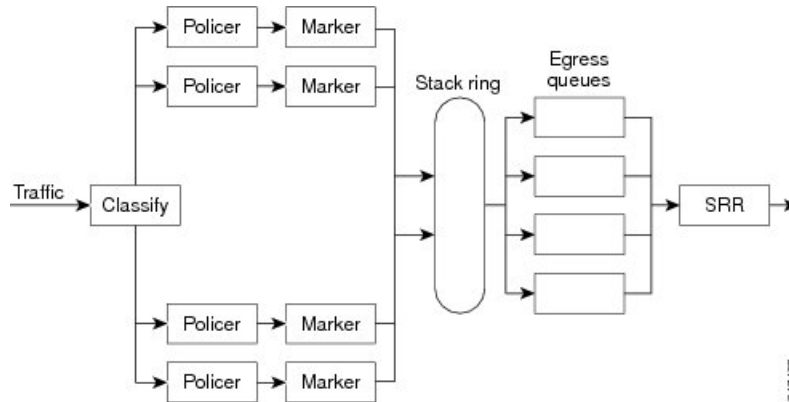 Policer
Marker
Policer
Marker
Egress
queues
Stack ring
Traffic
Classify
SRR
Policer
Marker
Policer
Marker